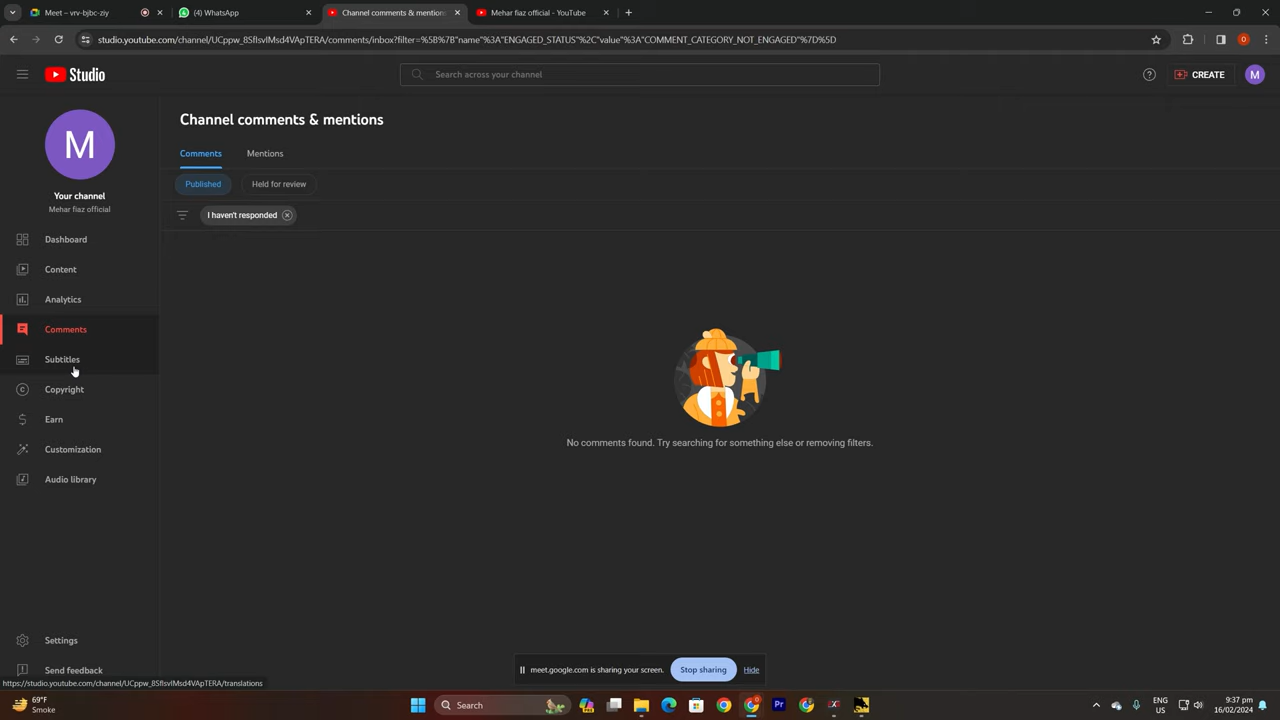 Meet – vrv-bjbc-ziy
(4) WhatsApp
Channel comments & mentions
Mehar fiaz official - YouTube
studio.youtube.com/channel/UCppw_8SfIsvIMsd4VApTERA/comments/inbox?filter=%5B%7B"name"%3A"ENGAGED_STATUS"%2C"value"%3A"COMMENT_CATEGORY_NOT_ENGAGED"%7D%5D
O
Studio
Search across your channel
CREATE
M
M
Your channel
Mehar fiaz official
Dashboard
Content
Analytics
Comments
Subtitles
Copyright
Earn
Customization
Audio library
Settings
Send feedback
Channel comments & mentions
Comments
Mentions
Published
Held for review
I haven't responded
No comments found. Try searching for something else or removing filters.
meet.google.com is sharing your screen.
Stop sharing
Hide
https://studio.youtube.com/channel/UCppw_8SfIsvIMsd4VApTERA/translations
69°F
Smoke
Search
ENG
US
9:37 pm
16/02/2024